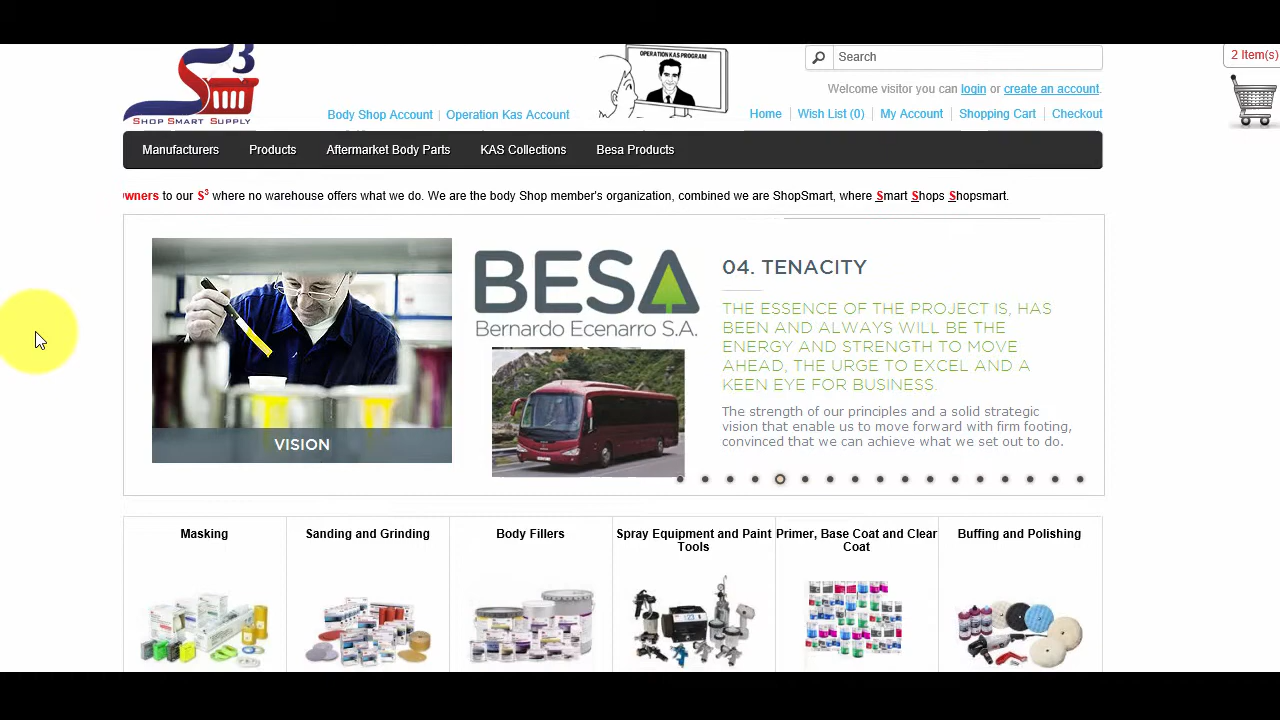 3
SHOP SMART SUPPLY
OPERATION KAS PROGRAM
Search
2 Item(s)
Welcome visitor you can login or create an account.
Body Shop Account
Operation Kas Account
Home
Wish List (0)
My Account
Shopping Cart
Checkout
Manufacturers
Products
Aftermarket Body Parts
KAS Collections
Besa Products
wners to our S3 where no warehouse offers what we do. We are the body Shop member's organization, combined we are ShopSmart, where Smart Shops Shopsmart.
VISION
BESA
Bernardo Ecenarro S.A.
04. TENACITY
THE ESSENCE OF THE PROJECT IS, HAS
BEEN AND ALWAYS WILL BE THE
ENERGY AND STRENGTH TO MOVE
AHEAD, THE URGE TO EXCEL AND A
KEEN EYE FOR BUSINESS.
The strength of our principles and a solid strategic
vision that enable us to move forward with firm footing,
convinced that we can achieve what we set out to do.
Masking
Sanding and Grinding
Body Fillers
Spray Equipment and Paint
Tools
Primer, Base Coat and Clear
Coat
Buffing and Polishing